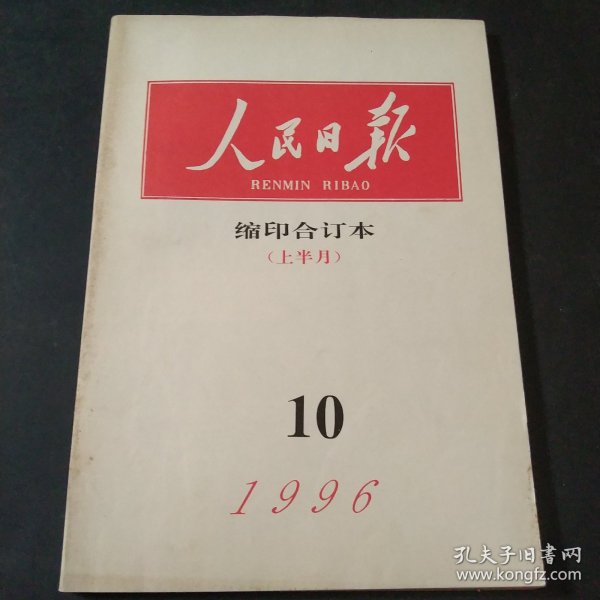 人民日报
RENMIN RIBAO
缩印合订本
(上半月)
10
1996
孔夫子旧书网
www.kongfz.com